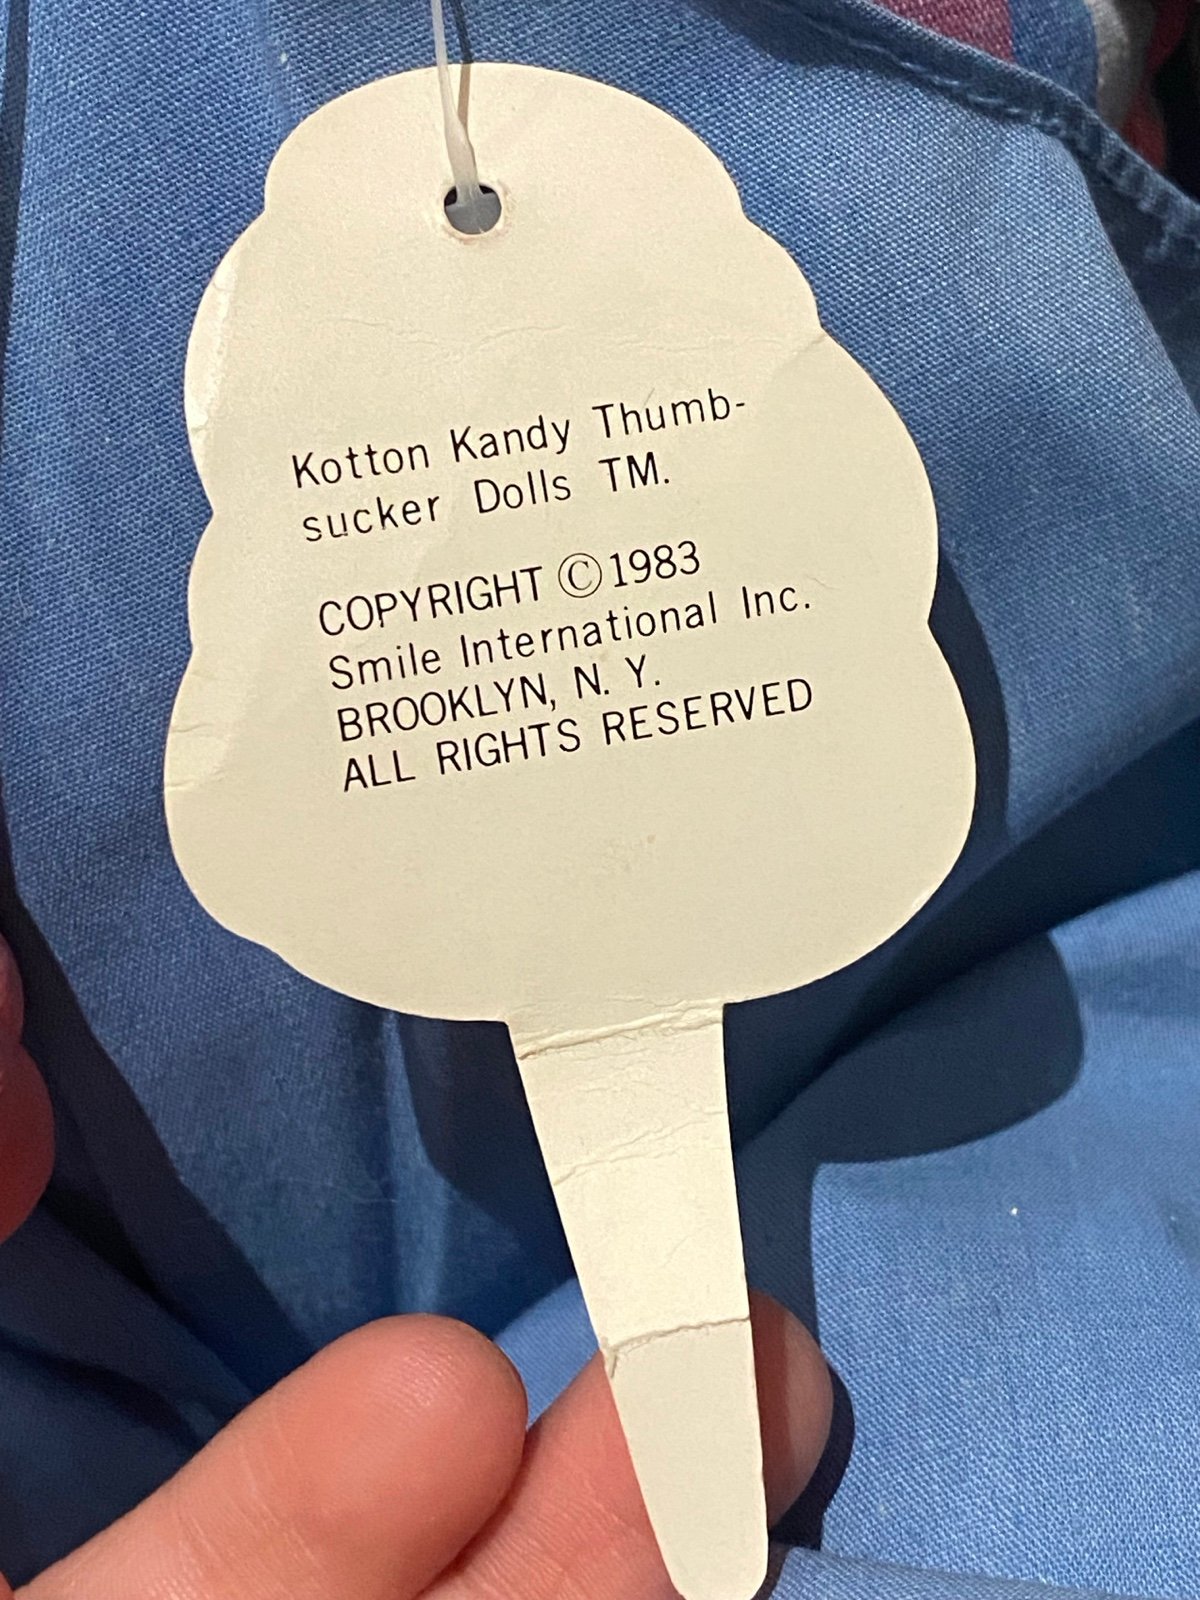 Kotton Kandy Thumb-
sucker Dolls TM.
COPYRIGHT ©1983
Smile International Inc.
BROOKLYN, N. Y.
ALL RIGHTS RESERVED